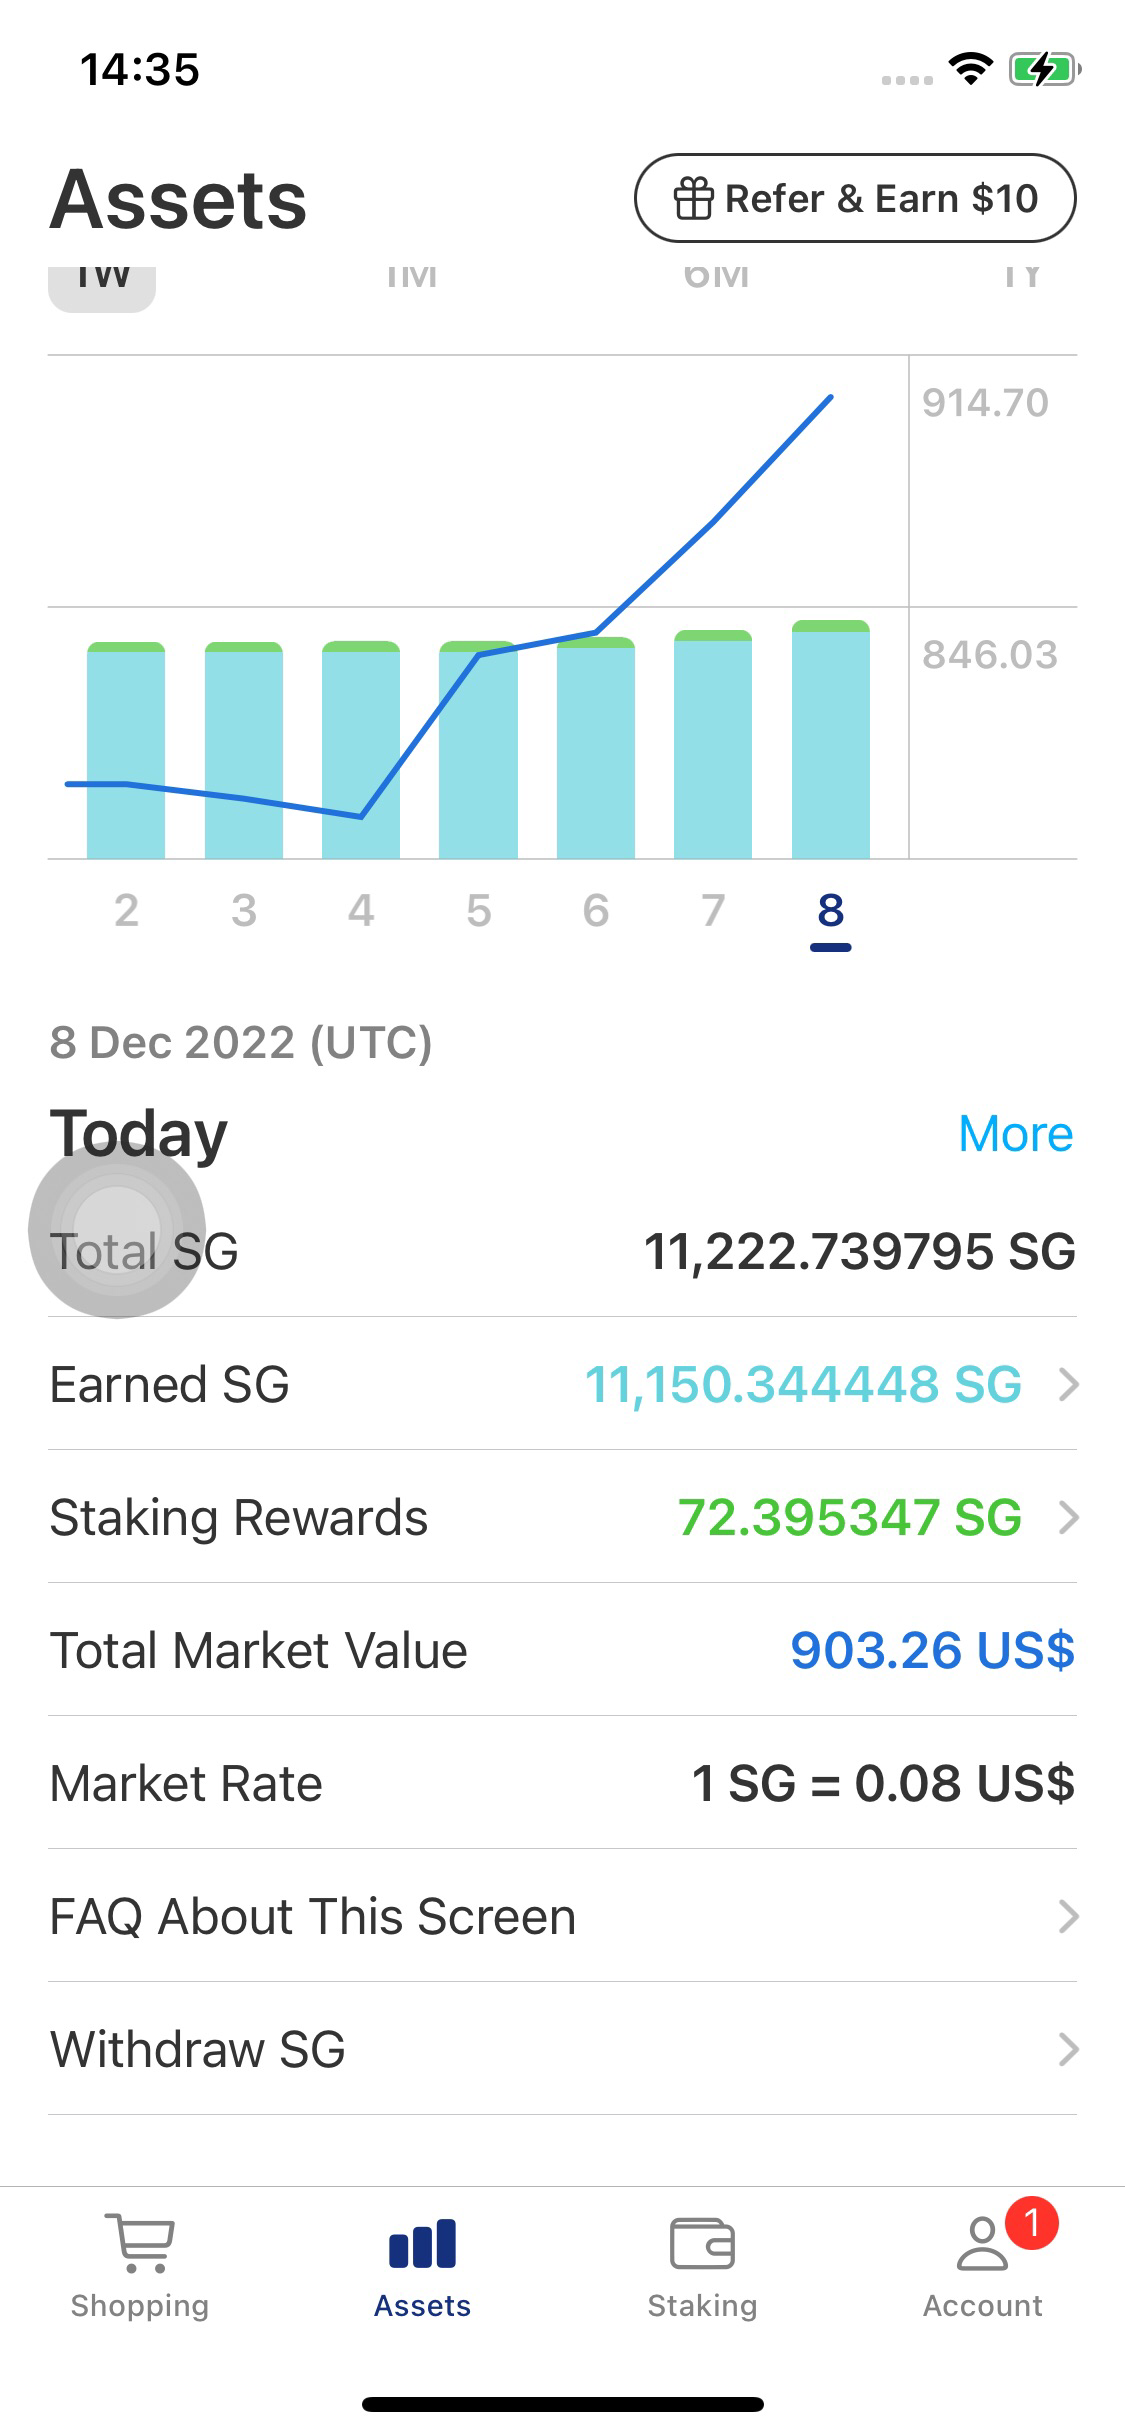 14:35
Assets
Refer & Earn $10
1W 1M 6M 1Y
914.70
846.03
2 3 4 5 6 7 8
8 Dec 2022 (UTC)
Today More
Total SG 11,222.739795 SG
Earned SG 11,150.344448 SG
Staking Rewards 72.395347 SG
Total Market Value 903.26 US$
Market Rate 1 SG = 0.08 US$
FAQ About This Screen
Withdraw SG
1
Shopping Assets Staking Account